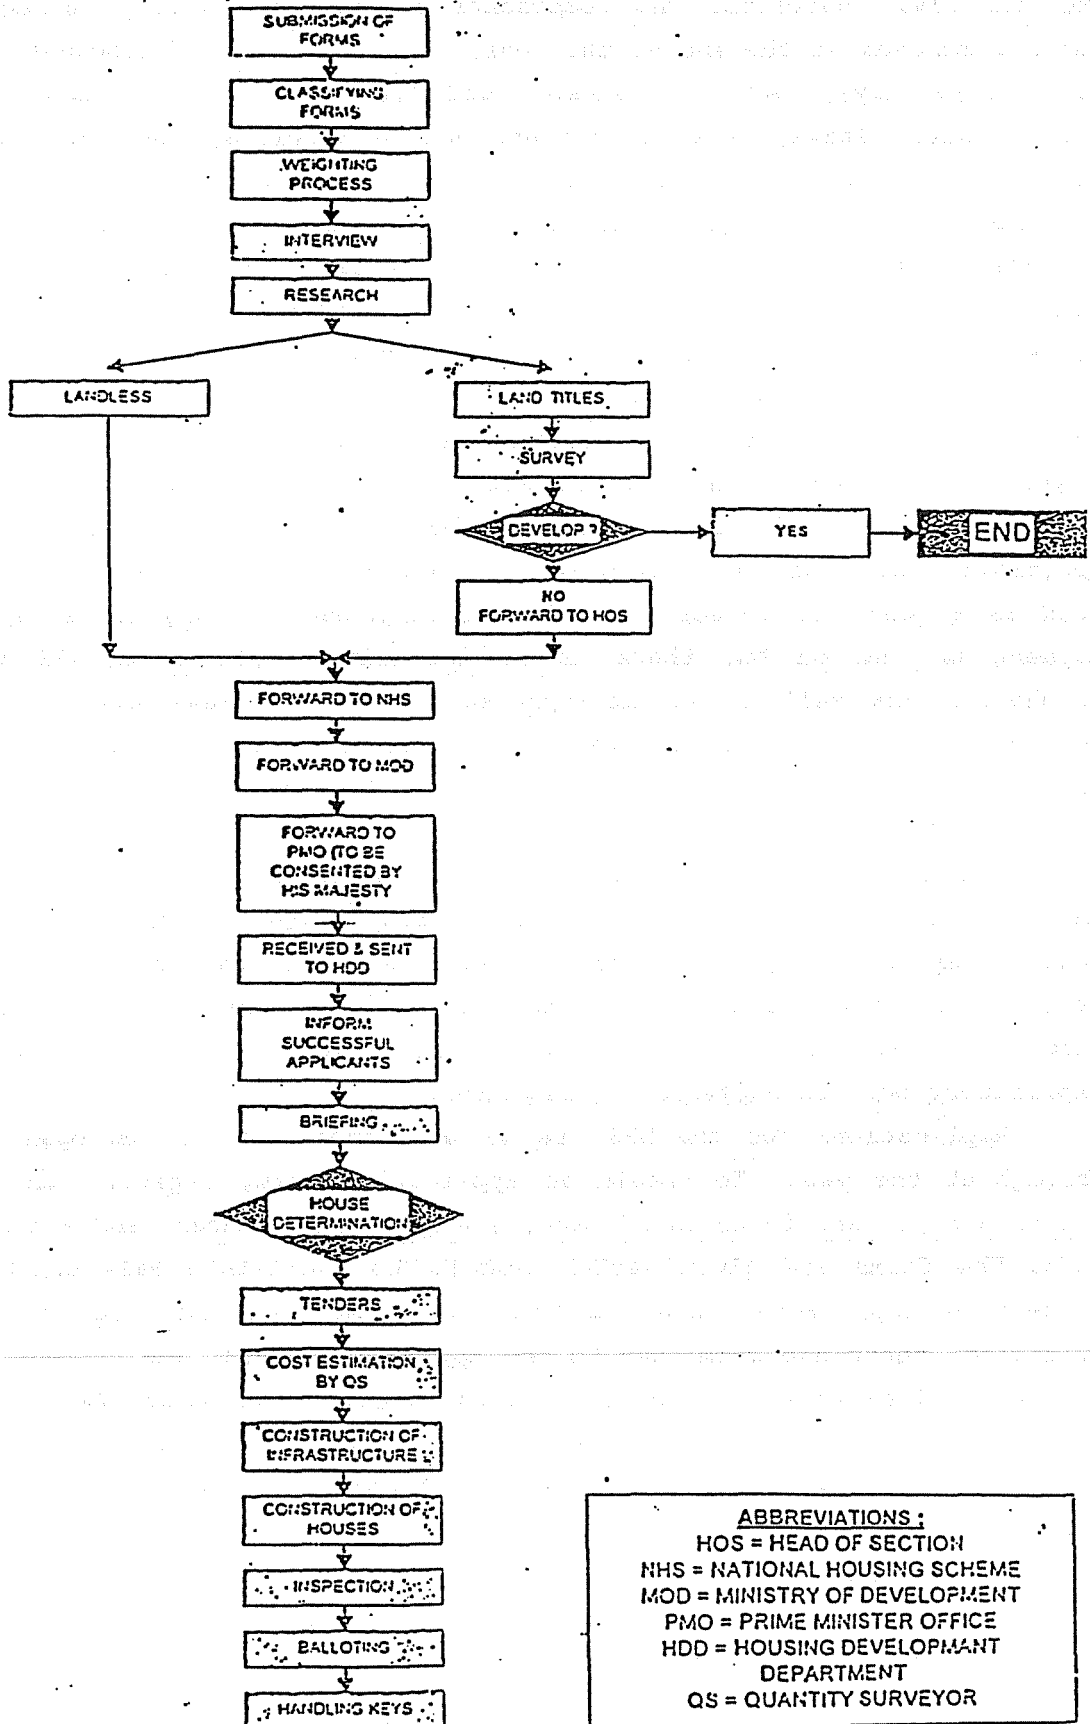 SUBMISSION OF
FORMS
CLASSIFYING
FORMS
WEIGHTING
PROCESS
INTERVIEW
RESEARCH
LANDLESS
LAND TITLES
SURVEY
DEVELOP ?
YES
END
NO
FORWARD TO HOS
FORWARD TO NHS
FORWARD TO MOD
FORWARD TO
PMO (TO BE
CONSENTED BY
HIS MAJESTY
RECEIVED & SENT
TO HDD
INFORM
SUCCESSFUL
APPLICANTS
BRIEFING
HOUSE
DETERMINATION
TENDERS
COST ESTIMATION
BY QS
CONSTRUCTION OF
INFRASTRUCTURE
CONSTRUCTION OF
HOUSES
INSPECTION
BALLOTING
HANDLING KEYS
ABBREVIATIONS :
HOS = HEAD OF SECTION
NHS = NATIONAL HOUSING SCHEME
MOD = MINISTRY OF DEVELOPMENT
PMO = PRIME MINISTER OFFICE
HDD = HOUSING DEVELOPMANT
DEPARTMENT
QS = QUANTITY SURVEYOR